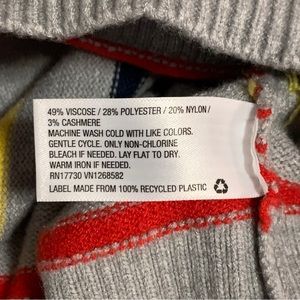 49% VISCOSE / 28% POLYESTER / 20% NYLON /
3% CASHMERE
MACHINE WASH COLD WITH LIKE COLORS.
GENTLE CYCLE. ONLY NON-CHLORINE
BLEACH IF NEEDED. LAY FLAT TO DRY.
WARM IRON IF NEEDED.
RN17730 VN1268582
LABEL MADE FROM 100% RECYCLED PLASTIC